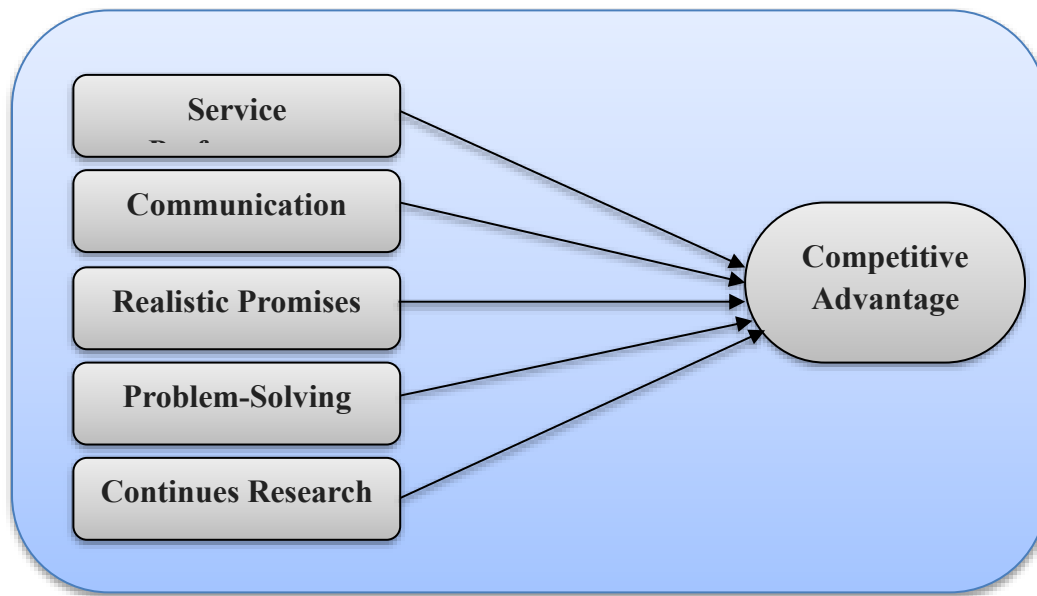 Service
Communication
Realistic Promises
Problem-Solving
Continues Research
Competitive
Advantage